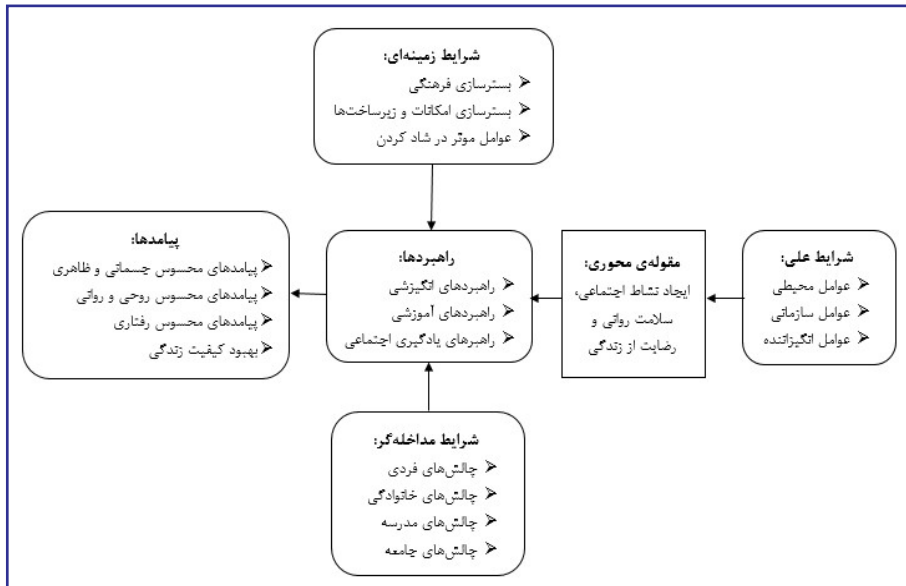 شرایط زمینه‌ای:
بسترسازی فرهنگی
بسترسازی امکانات و زیرساخت‌ها
عوامل موثر در شاد کردن
شرایط علی:
عوامل محیطی
عوامل سازمانی
عوامل انگیزاننده
مقوله‌ی محوری:
ایجاد نشاط اجتماعی،
سلامت روانی و
رضایت از زندگی
راهبردها:
راهبردهای انگیزشی
راهبردهای آموزشی
راهبرهای یادگیری اجتماعی
پیامدها:
پیامدهای محسوس جسمانی و ظاهری
پیامدهای محسوس روحی و روانی
پیامدهای محسوس رفتاری
بهبود کیفیت زندگی
شرایط مداخله‌گر:
چالش‌های فردی
چالش‌های خانوادگی
چالش‌های مدرسه
چالش‌های جامعه